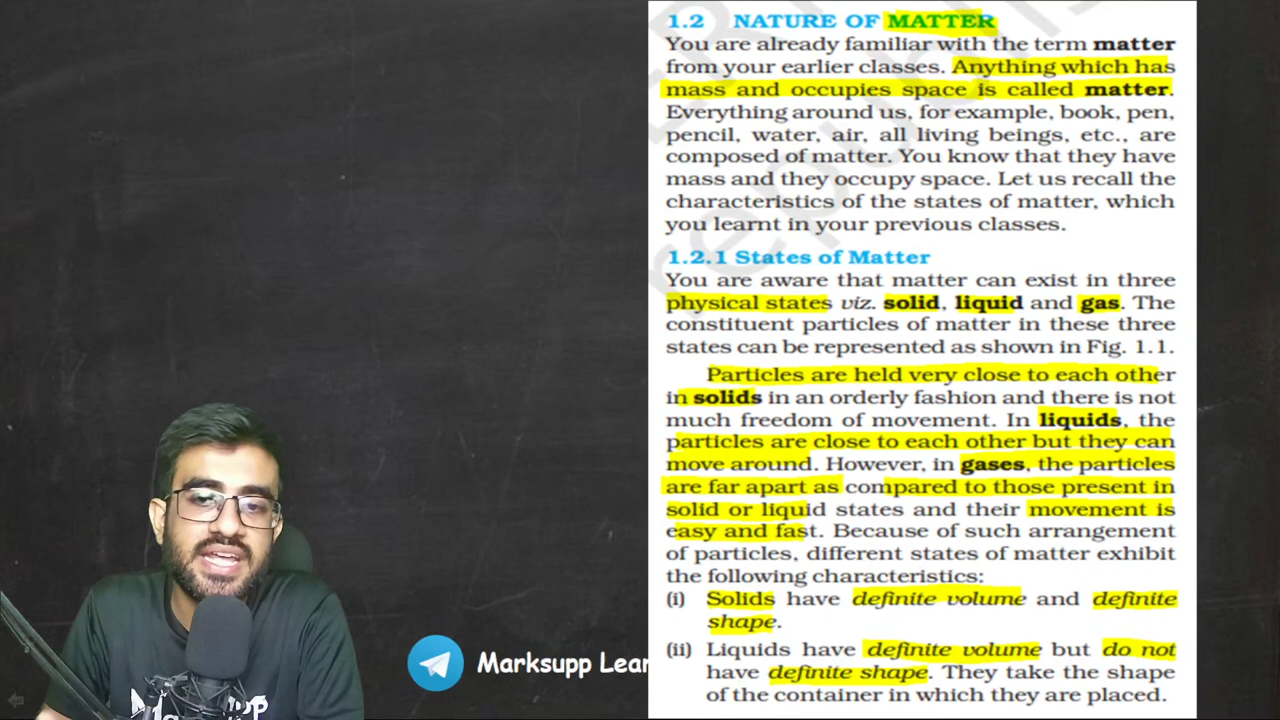 1.2 NATURE OF MATTER
You are already familiar with the term matter
from your earlier classes. Anything which has
mass and occupies space is called matter.
Everything around us, for example, book, pen,
pencil, water, air, all living beings, etc., are
composed of matter. You know that they have
mass and they occupy space. Let us recall the
characteristics of the states of matter, which
you learnt in your previous classes.
1.2.1 States of Matter
You are aware that matter can exist in three
physical states viz. solid, liquid and gas. The
constituent particles of matter in these three
states can be represented as shown in Fig. 1.1.
Particles are held very close to each other
in solids in an orderly fashion and there is not
much freedom of movement. In liquids, the
particles are close to each other but they can
move around. However, in gases, the particles
are far apart as compared to those present in
solid or liquid states and their movement is
easy and fast. Because of such arrangement
of particles, different states of matter exhibit
the following characteristics:
(i) Solids have definite volume and definite
shape.
(ii) Liquids have definite volume but do not
have definite shape. They take the shape
of the container in which they are placed.
Marksupp Lear